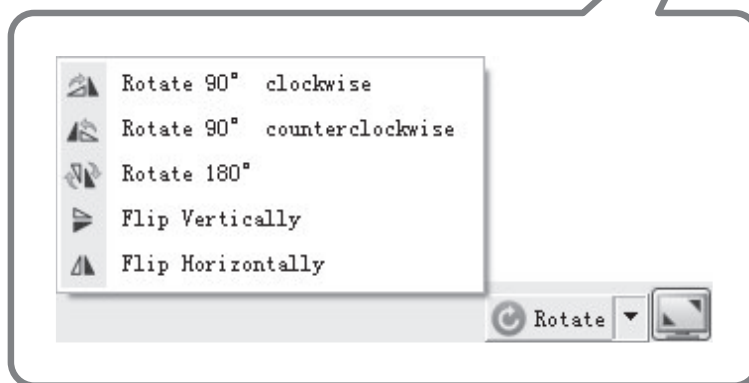 Rotate 90° clockwise
Rotate 90° counterclockwise
Rotate 180°
Flip Vertically
Flip Horizontally
Rotate